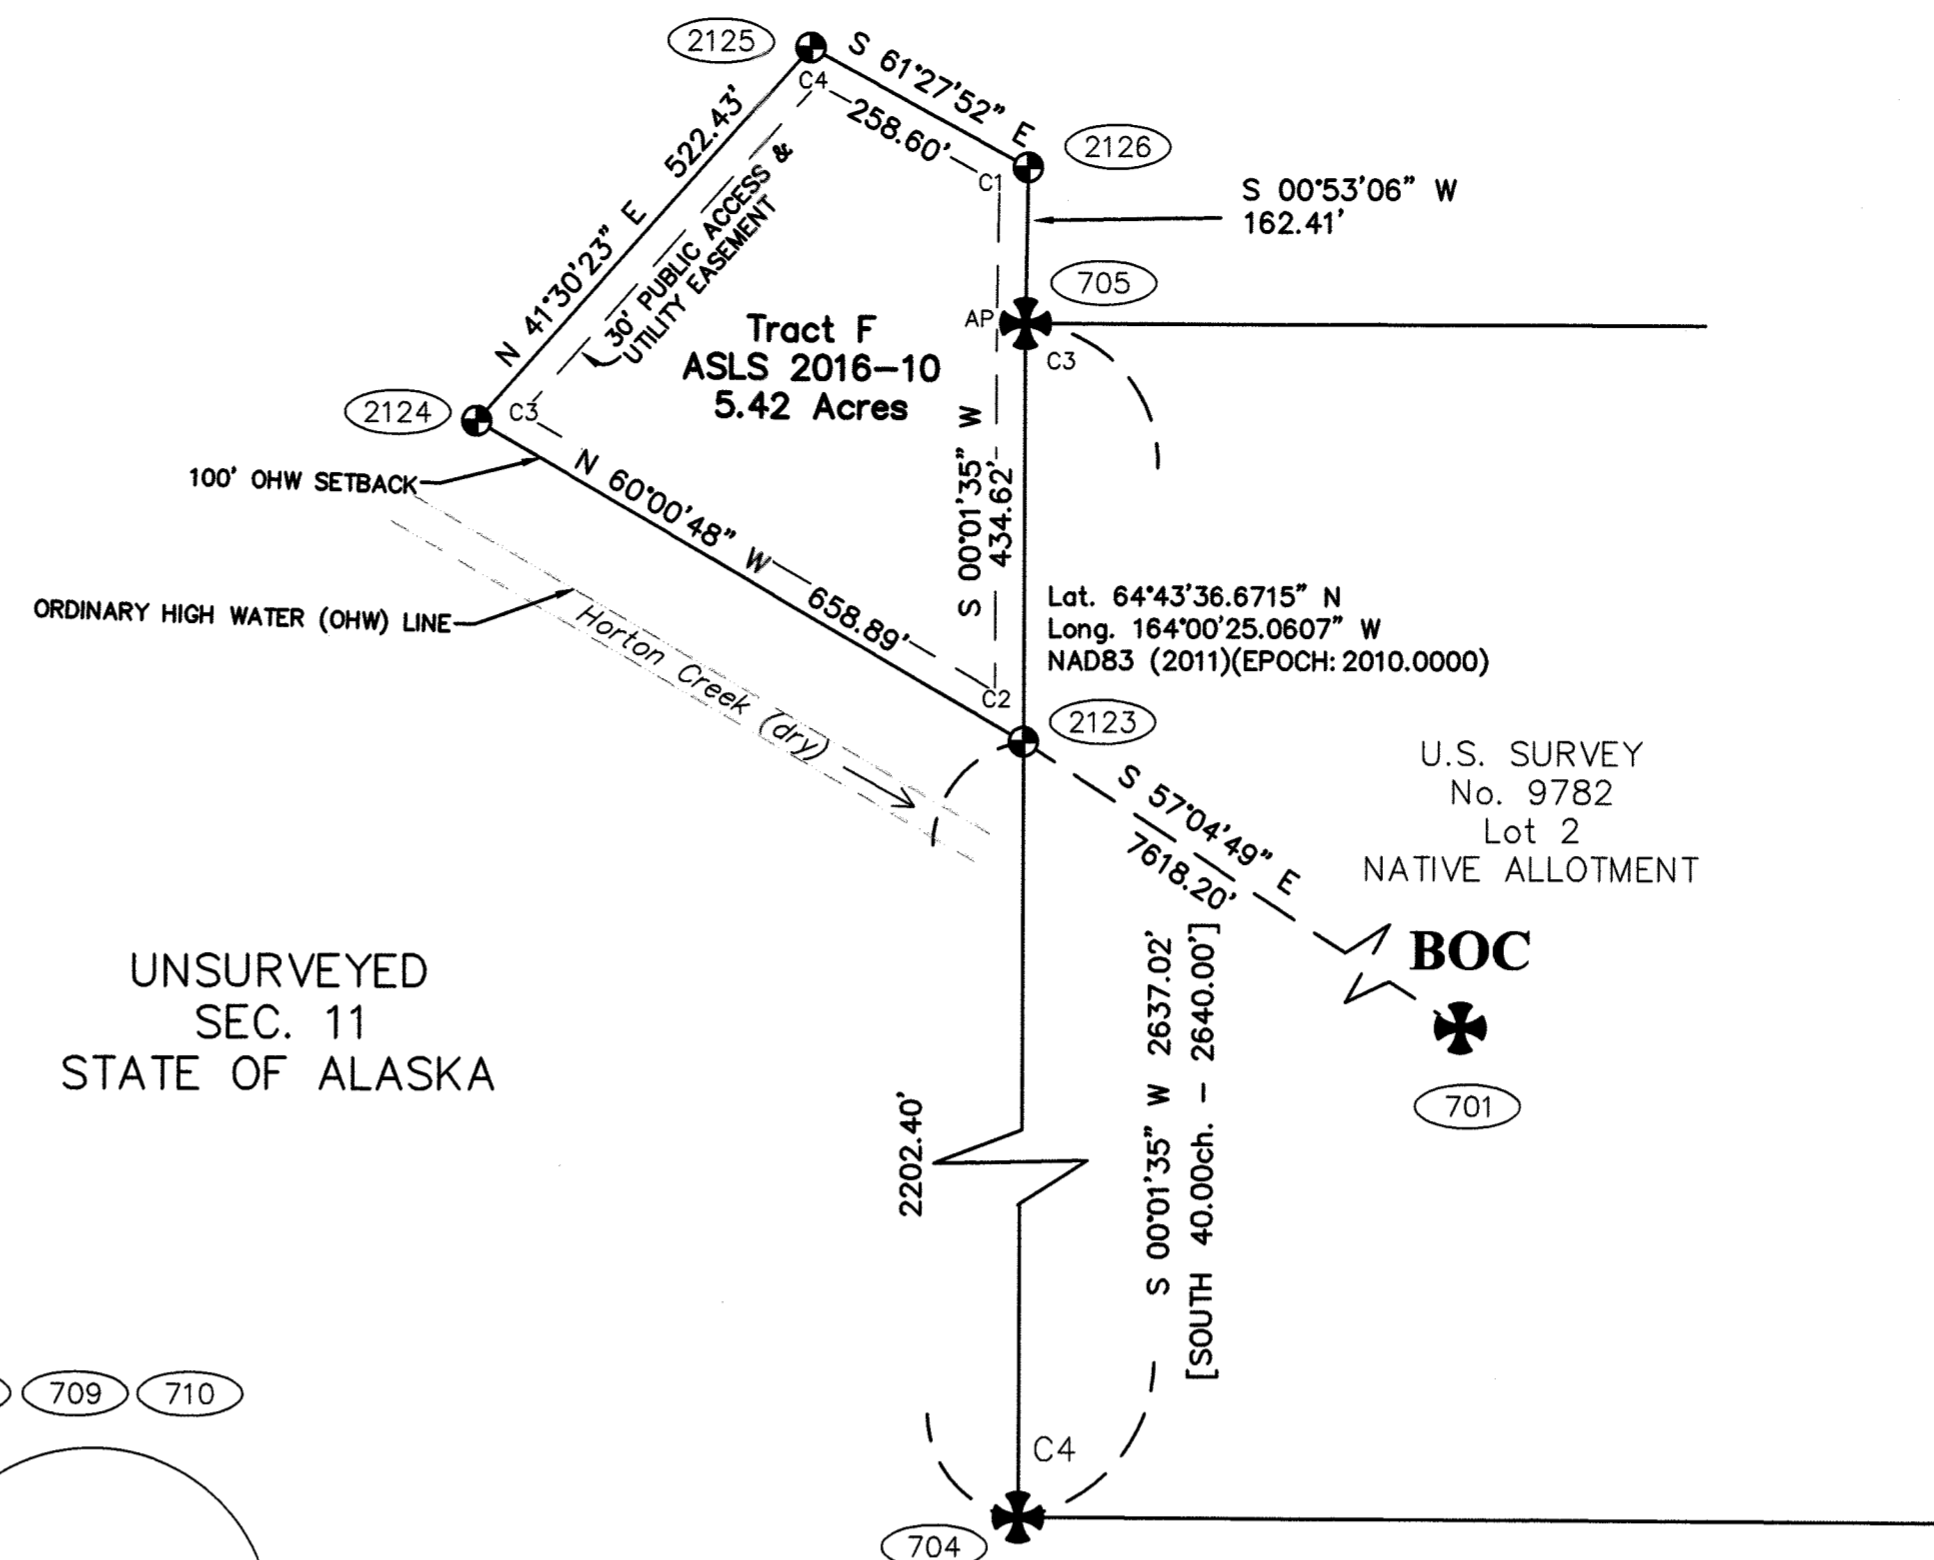 2125
S 61°27'52" E
C4
258.60'
2126
C1
522.43'
N 41°30'23" E
30' PUBLIC ACCESS &
UTILITY EASEMENT
S 00°53'06" W
162.41'
705
AP
C3
Tract F
ASLS 2016-10
5.42 Acres
2124
C3
100' OHW SETBACK
N 60°00'48" W
658.89'
S 00°01'35" W
434.62'
ORDINARY HIGH WATER (OHW) LINE
Horton Creek (dry)
Lat. 64°43'36.6715" N
Long. 164°00'25.0607" W
NAD83 (2011)(EPOCH: 2010.0000)
C2
2123
S 57°04'49" E
7618.20'
U.S. SURVEY
No. 9782
Lot 2
NATIVE ALLOTMENT
BOC
701
UNSURVEYED
SEC. 11
STATE OF ALASKA
2202.40'
S 00°01'35" W 2637.02'
[SOUTH 40.00ch. - 2640.00']
709
710
C4
704